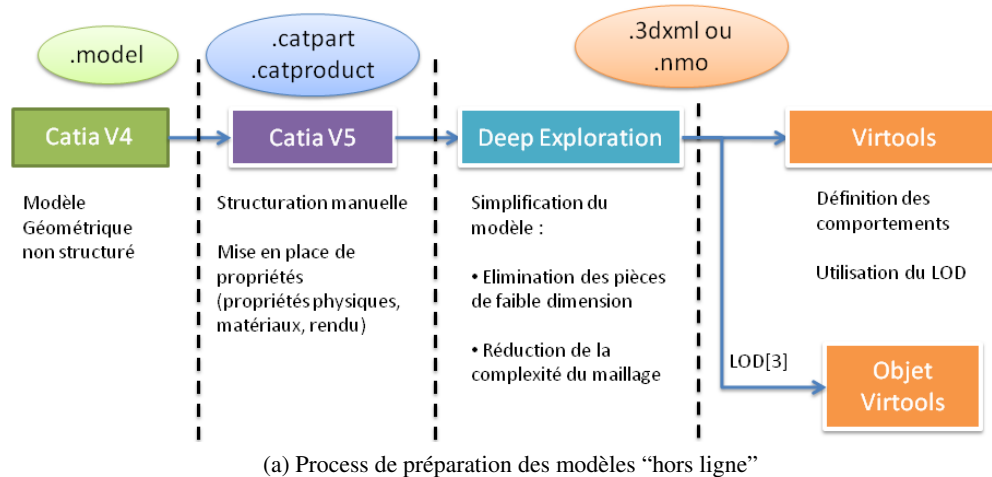 .model
.catpart
.catproduct
.3dxml ou
.nmo
Catia V4
Catia V5
Deep Exploration
Virtools
Modèle
Géométrique
non structuré
Structuration manuelle
Mise en place de
propriétés
(propriétés physiques,
matériaux, rendu)
Simplification du
modèle :
• Elimination des pièces
de faible dimension
• Réduction de la
complexité du maillage
Définition des
comportements
Utilisation du LOD
LOD[3]
Objet
Virtools
(a) Process de préparation des modèles “hors ligne”